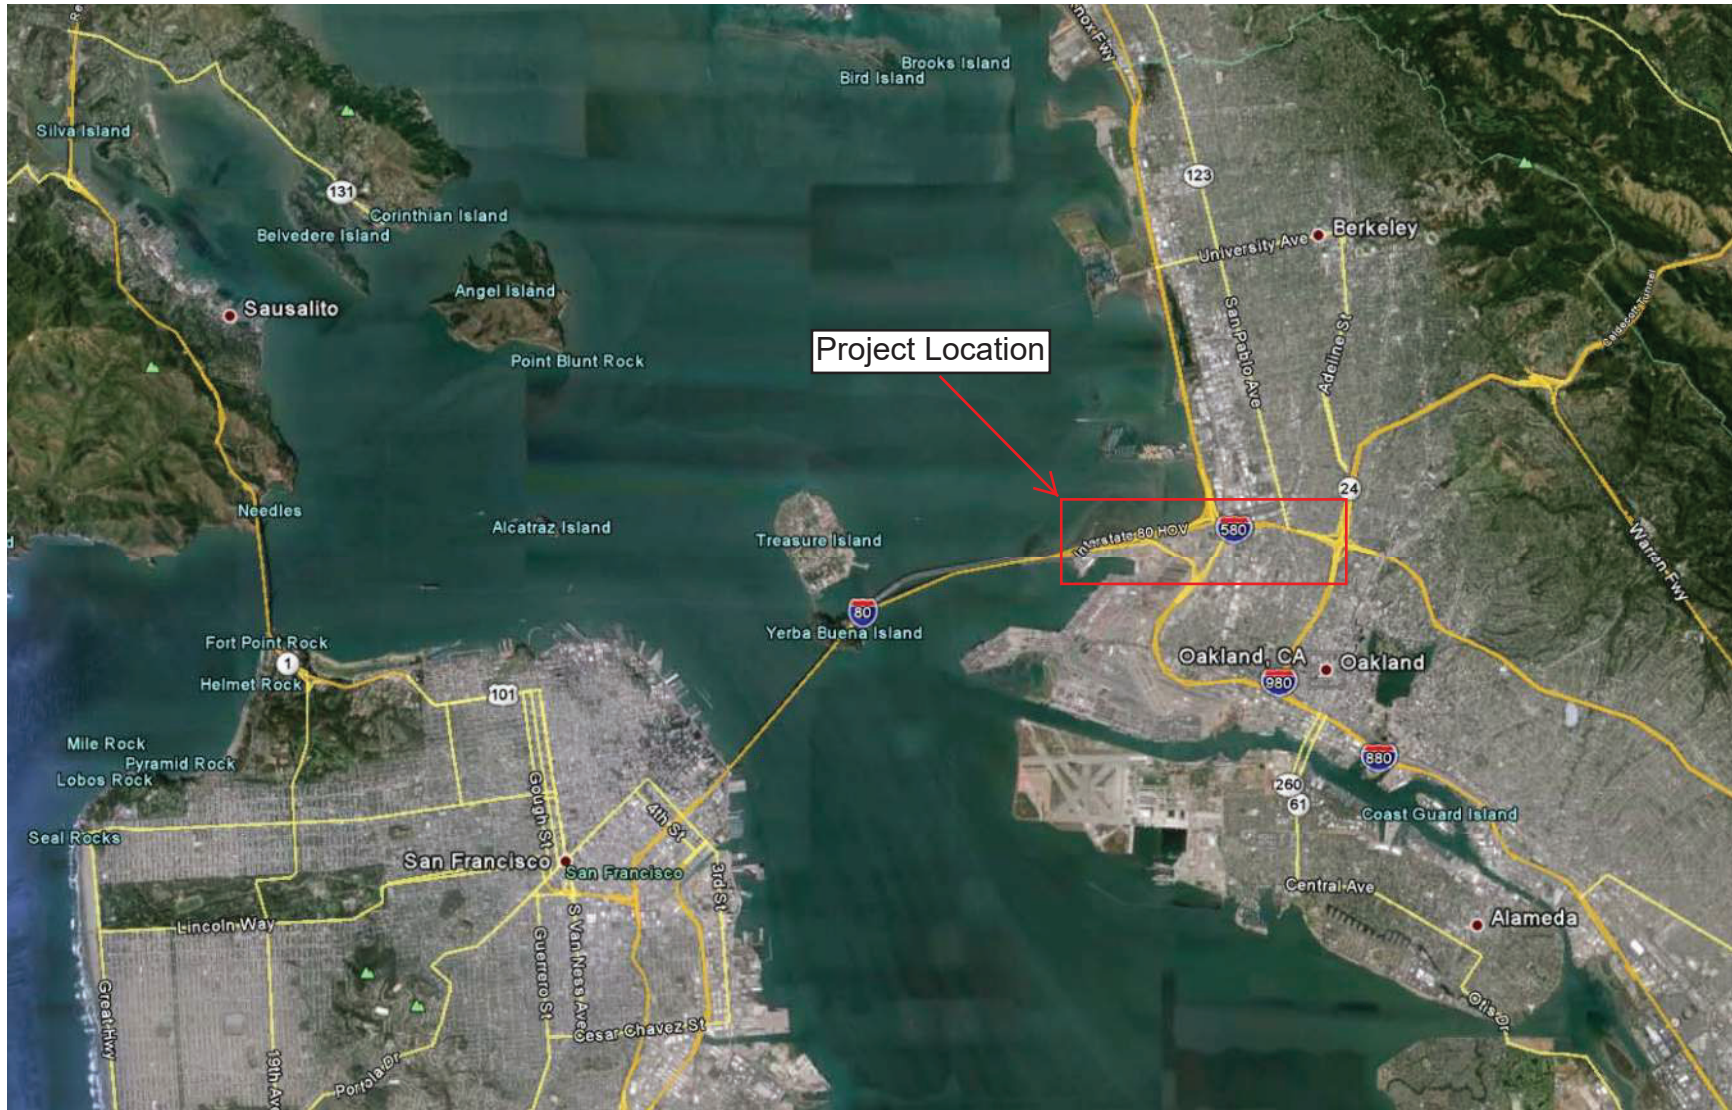 Brooks Island
Bird Island
Knox Fwy
Silva Island
123
131
Corinthian Island
Belvedere Island
Berkeley
University Ave
Angel Island
Sausalito
Caldecott Tunnel
San Pablo Ave
Adeline St
Project Location
Point Blunt Rock
24
Needles
Alcatraz Island
Treasure Island
Interstate 80 HOV
580
Warren Fwy
80
Yerba Buena Island
Fort Point Rock
1
Helmet Rock
Oakland, CA
Oakland
980
101
Mile Rock
Pyramid Rock
Lobos Rock
880
260
61
Coast Guard Island
Gough St
4th St
Seal Rocks
San Francisco
San Francisco
3rd St
Central Ave
Alameda
Lincoln Way
S Van Ness Ave
Guerrero St
Great Hwy
Otis Dr
Cesar Chavez St
19th Ave
Portola Dr